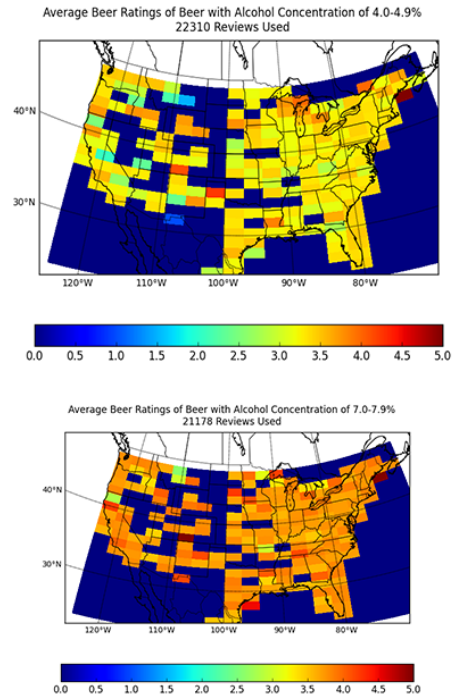 Average Beer Ratings of Beer with Alcohol Concentration of 4.0-4.9%
22310 Reviews Used
40°N
30°N
120°W 110°W 100°W 90°W 80°W
0.0 0.5 1.0 1.5 2.0 2.5 3.0 3.5 4.0 4.5 5.0
Average Beer Ratings of Beer with Alcohol Concentration of 7.0-7.9%
21178 Reviews Used
40°N
30°N
120°W 110°W 100°W 90°W 80°W
0.0 0.5 1.0 1.5 2.0 2.5 3.0 3.5 4.0 4.5 5.0